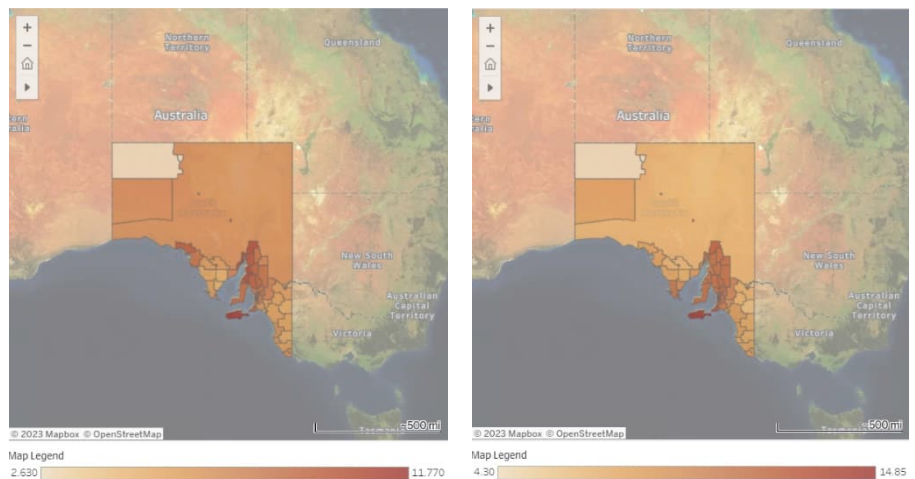 Northern
Territory
Queensland
Australia
New South
Wales
Australian
Capital
Territory
Victoria
500 mi
© 2023 Mapbox © OpenStreetMap
Map Legend
2.630
11.770
Northern
Territory
Queensland
Australia
New South
Wales
Australian
Capital
Territory
Victoria
500 mi
© 2023 Mapbox © OpenStreetMap
Map Legend
4.30
14.85